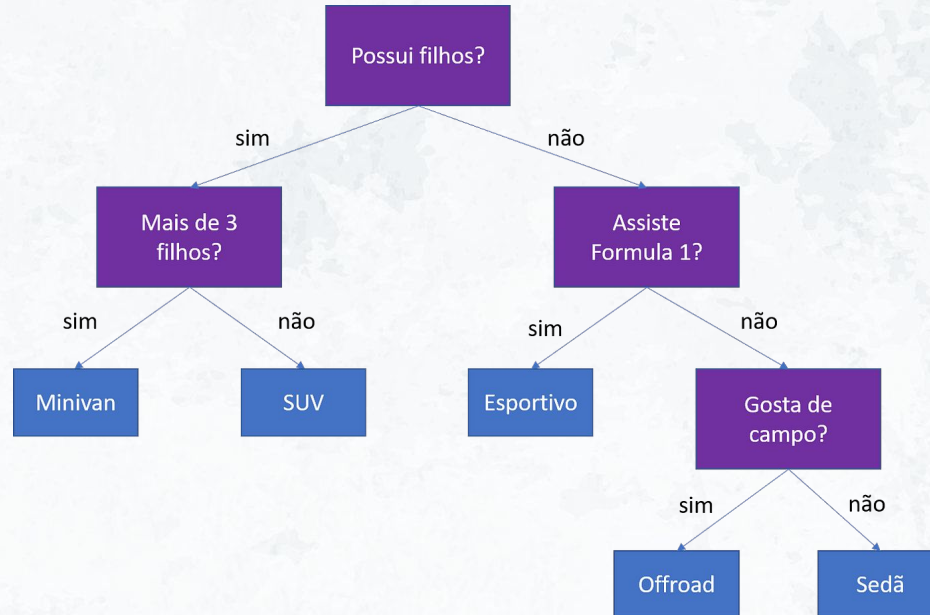 Possui filhos?
sim
não
Mais de 3
filhos?
Assiste
Formula 1?
sim
não
sim
não
Minivan
SUV
Esportivo
Gosta de
campo?
sim
não
Offroad
Sedã